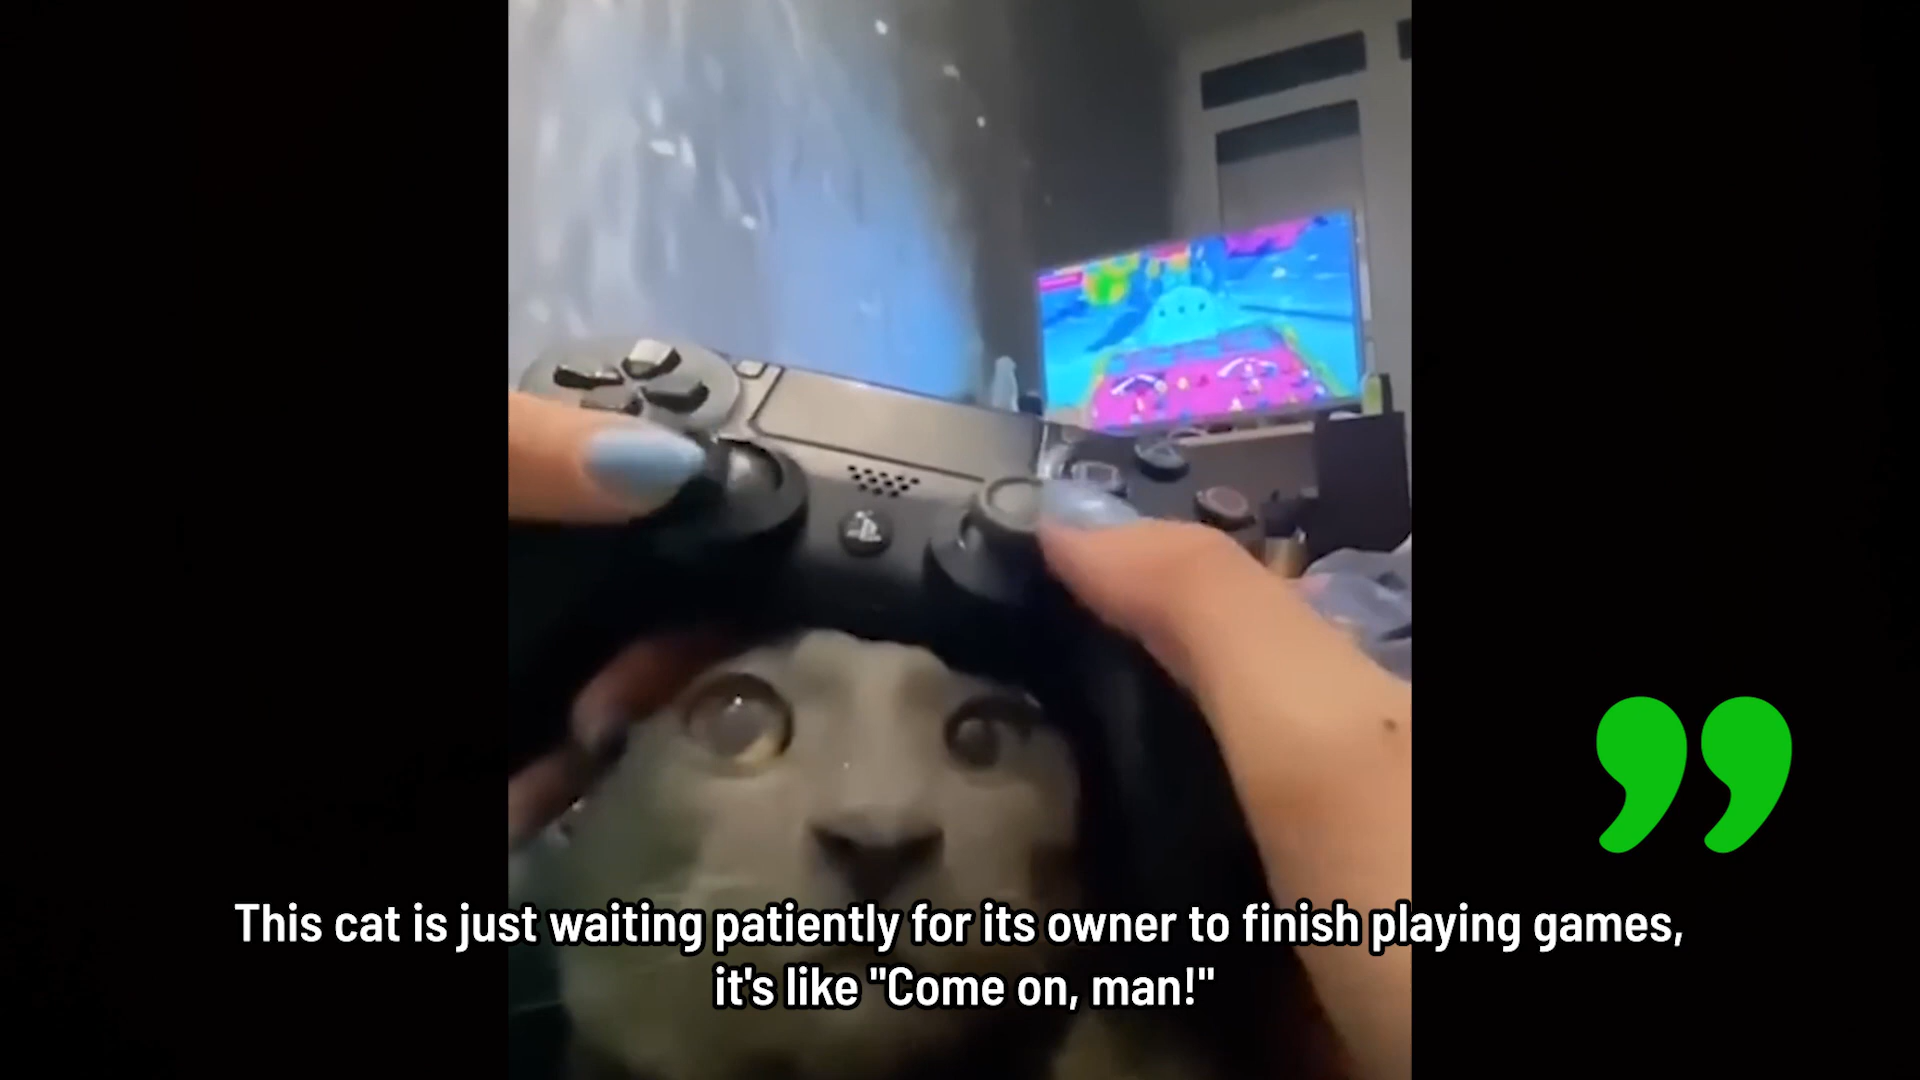 This cat is just waiting patiently for its owner to finish playing games,
it's like "Come on, man!"